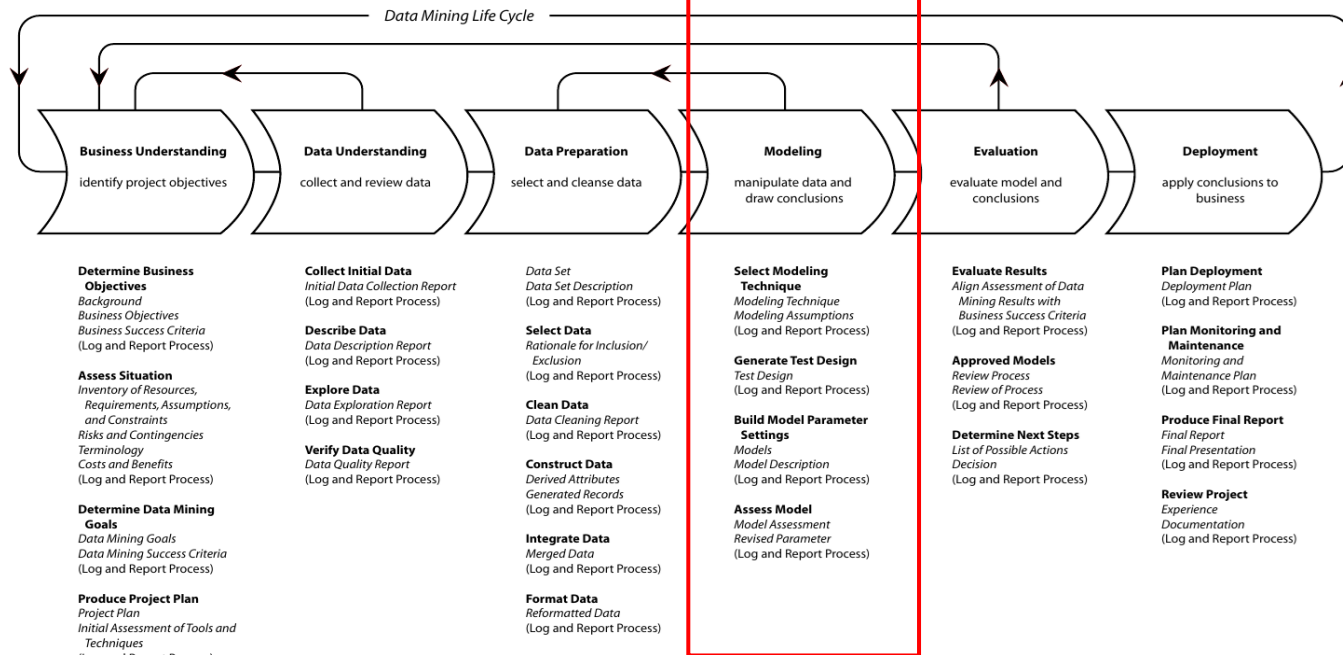 Data Mining Life Cycle
Business Understanding
identify project objectives
Data Understanding
collect and review data
Data Preparation
select and cleanse data
Modeling
manipulate data and
draw conclusions
Evaluation
evaluate model and
conclusions
Deployment
apply conclusions to
business
Determine Business
Objectives
Background
Business Objectives
Business Success Criteria
(Log and Report Process)
Assess Situation
Inventory of Resources,
Requirements, Assumptions,
and Constraints
Risks and Contingencies
Terminology
Costs and Benefits
(Log and Report Process)
Determine Data Mining
Goals
Data Mining Goals
Data Mining Success Criteria
(Log and Report Process)
Produce Project Plan
Project Plan
Initial Assessment of Tools and
Techniques
Collect Initial Data
Initial Data Collection Report
(Log and Report Process)
Describe Data
Data Description Report
(Log and Report Process)
Explore Data
Data Exploration Report
(Log and Report Process)
Verify Data Quality
Data Quality Report
(Log and Report Process)
Data Set
Data Set Description
(Log and Report Process)
Select Data
Rationale for Inclusion/
Exclusion
(Log and Report Process)
Clean Data
Data Cleaning Report
(Log and Report Process)
Construct Data
Derived Attributes
Generated Records
(Log and Report Process)
Integrate Data
Merged Data
(Log and Report Process)
Format Data
Reformatted Data
(Log and Report Process)
Select Modeling
Technique
Modeling Technique
Modeling Assumptions
(Log and Report Process)
Generate Test Design
Test Design
(Log and Report Process)
Build Model Parameter
Settings
Models
Model Description
(Log and Report Process)
Assess Model
Model Assessment
Revised Parameter
(Log and Report Process)
Evaluate Results
Align Assessment of Data
Mining Results with
Business Success Criteria
(Log and Report Process)
Approved Models
Review Process
Review of Process
(Log and Report Process)
Determine Next Steps
List of Possible Actions
Decision
(Log and Report Process)
Plan Deployment
Deployment Plan
(Log and Report Process)
Plan Monitoring and
Maintenance
Monitoring and
Maintenance Plan
(Log and Report Process)
Produce Final Report
Final Report
Final Presentation
(Log and Report Process)
Review Project
Experience
Documentation
(Log and Report Process)